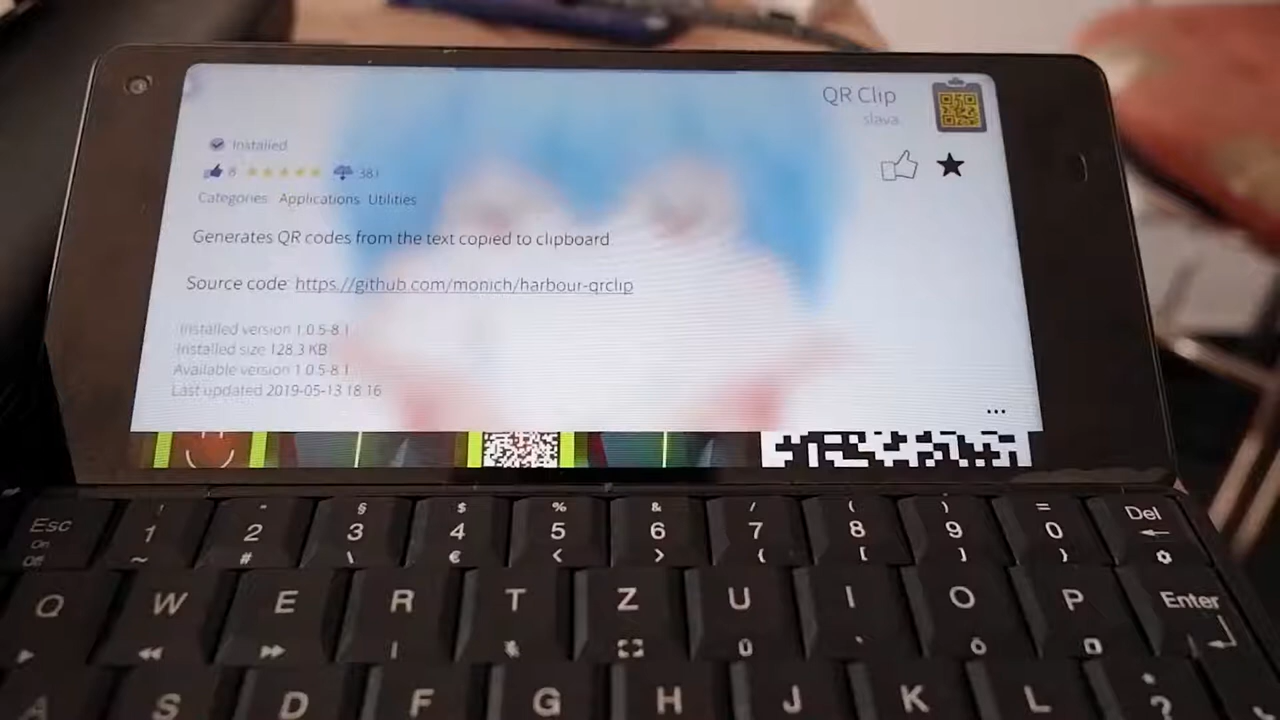 QR Clip
slava
Installed
8 381
Categories Applications Utilities
Generates QR codes from the text copied to clipboard
Source code: https://github.com/monich/harbour-qrclip
Installed version 1.0.5-8.1
Installed size 128.3 KB
Available version 1.0.5-8.1
Last updated 2019-05-13 18:16
...
! " § $ % & / ( ) =
Esc 1 2 3 4 5 6 7 8 9 0 Del
On
Off ~ # \ € < > { [ ] }
Q W E R T Z U I O P Enter
A S D F G H J K L ?